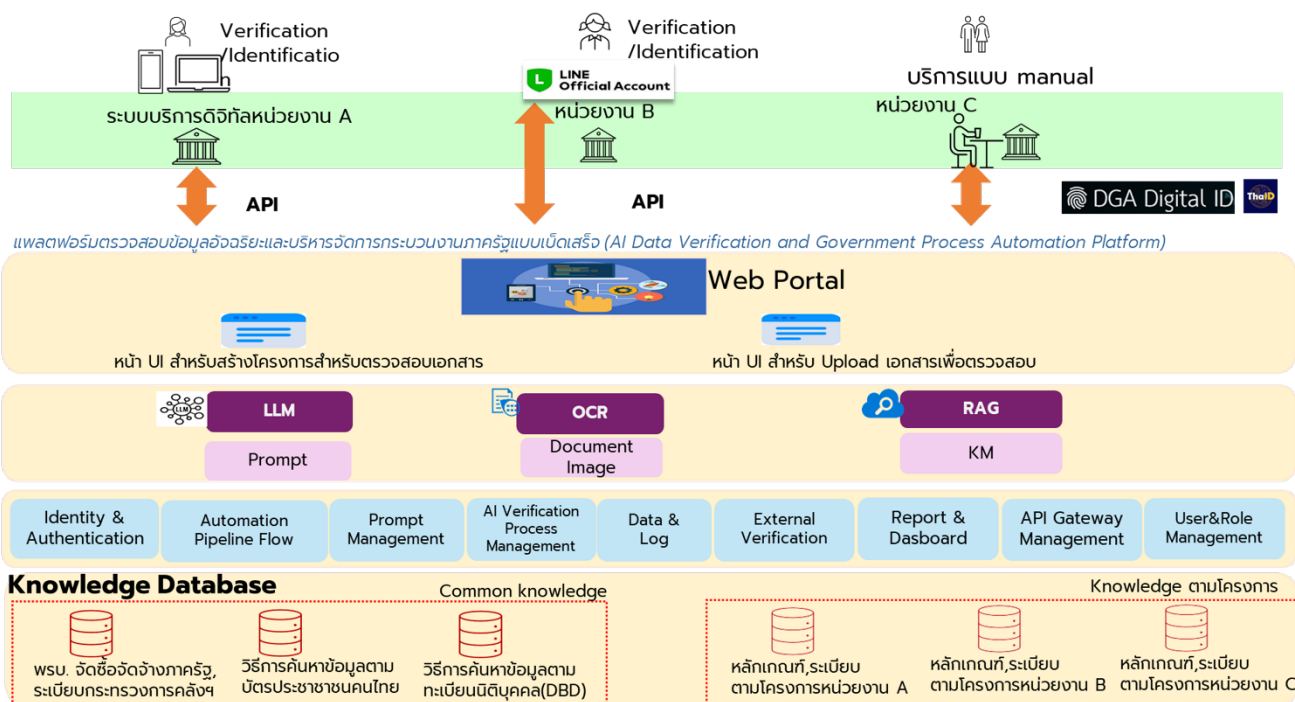 Verification
/Identificatio
n
Verification
/Identification
LINE
Official Account
บริการแบบ manual
ระบบบริการดิจิทัลหน่วยงาน A
หน่วยงาน B
หน่วยงาน C
API
API
DGA Digital ID
ThaID
แพลตฟอร์มตรวจสอบข้อมูลอัจฉริยะและบริหารจัดการกระบวนงานภาครัฐแบบเบ็ดเสร็จ (AI Data Verification and Government Process Automation Platform)
Web Portal
หน้า UI สำหรับสร้างโครงการสำหรับตรวจสอบเอกสาร
หน้า UI สำหรับ Upload เอกสารเพื่อตรวจสอบ
LLM
LLM
Prompt
OCR
Document
Image
RAG
KM
Identity &
Authentication
Automation
Pipeline Flow
Prompt
Management
AI Verification
Process
Management
Data &
Log
External
Verification
Report &
Dasboard
API Gateway
Management
User&Role
Management
Knowledge Database
Common knowledge
Knowledge ตามโครงการ
พรบ. จัดซื้อจัดจ้างภาครัฐ,
ระเบียบกระทรวงการคลังฯ
วิธีการค้นหาข้อมูลตาม
บัตรประชาชาชนคนไทย
วิธีการค้นหาข้อมูลตาม
ทะเบียนนิติบุคคล(DBD)
หลักเกณฑ์,ระเบียบ
ตามโครงการหน่วยงาน A
หลักเกณฑ์,ระเบียบ
ตามโครงการหน่วยงาน B
หลักเกณฑ์,ระเบียบ
ตามโครงการหน่วยงาน C